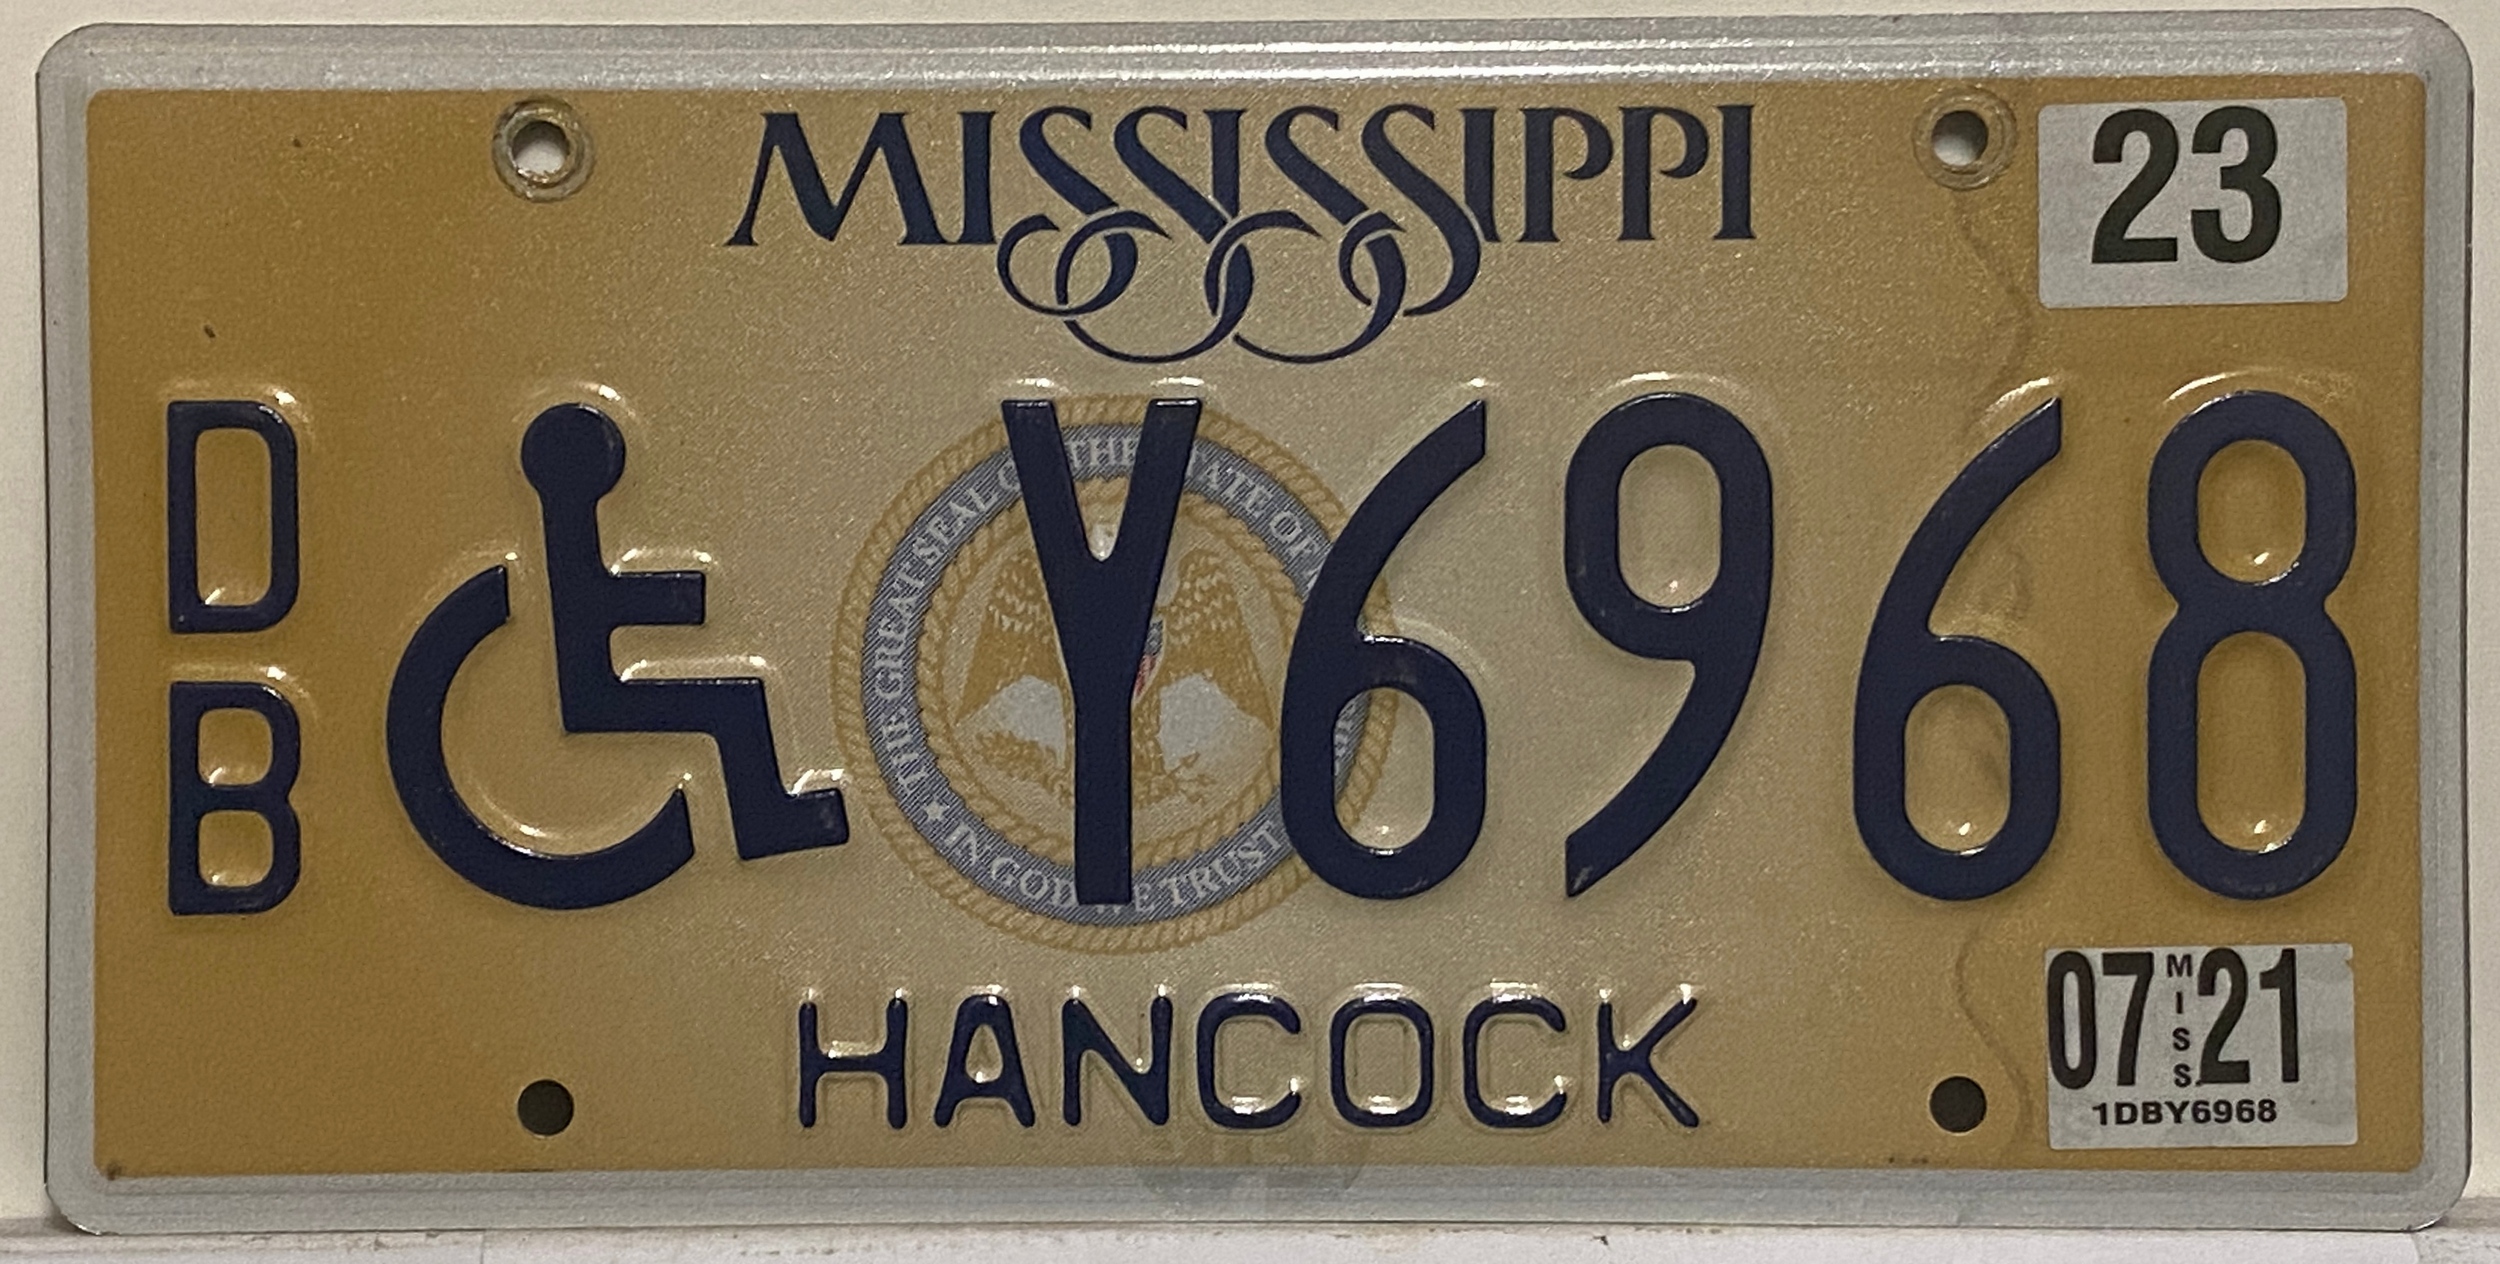 MISSISSIPPI
23
DB Y6968
THE GREAT SEAL OF THE STATE OF
IN GOD WE TRUST
HANCOCK
07 MISS. 21
1DBY6968